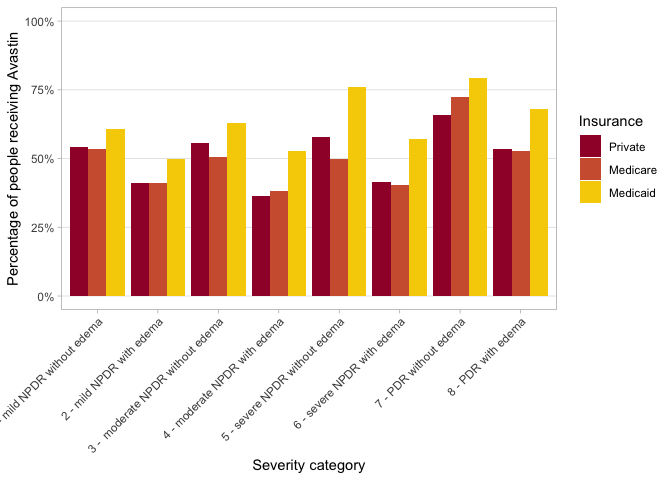 Percentage of people receiving Avastin
100%
75%
50%
25%
0%
- mild NPDR without edema
2 - mild NPDR with edema
3 -  moderate NPDR without edema
4 - moderate NPDR with edema
5 - severe NPDR without edema
6 - severe NPDR with edema
7 - PDR without edema
8 - PDR with edema
Severity category
Insurance
Private
Medicare
Medicaid